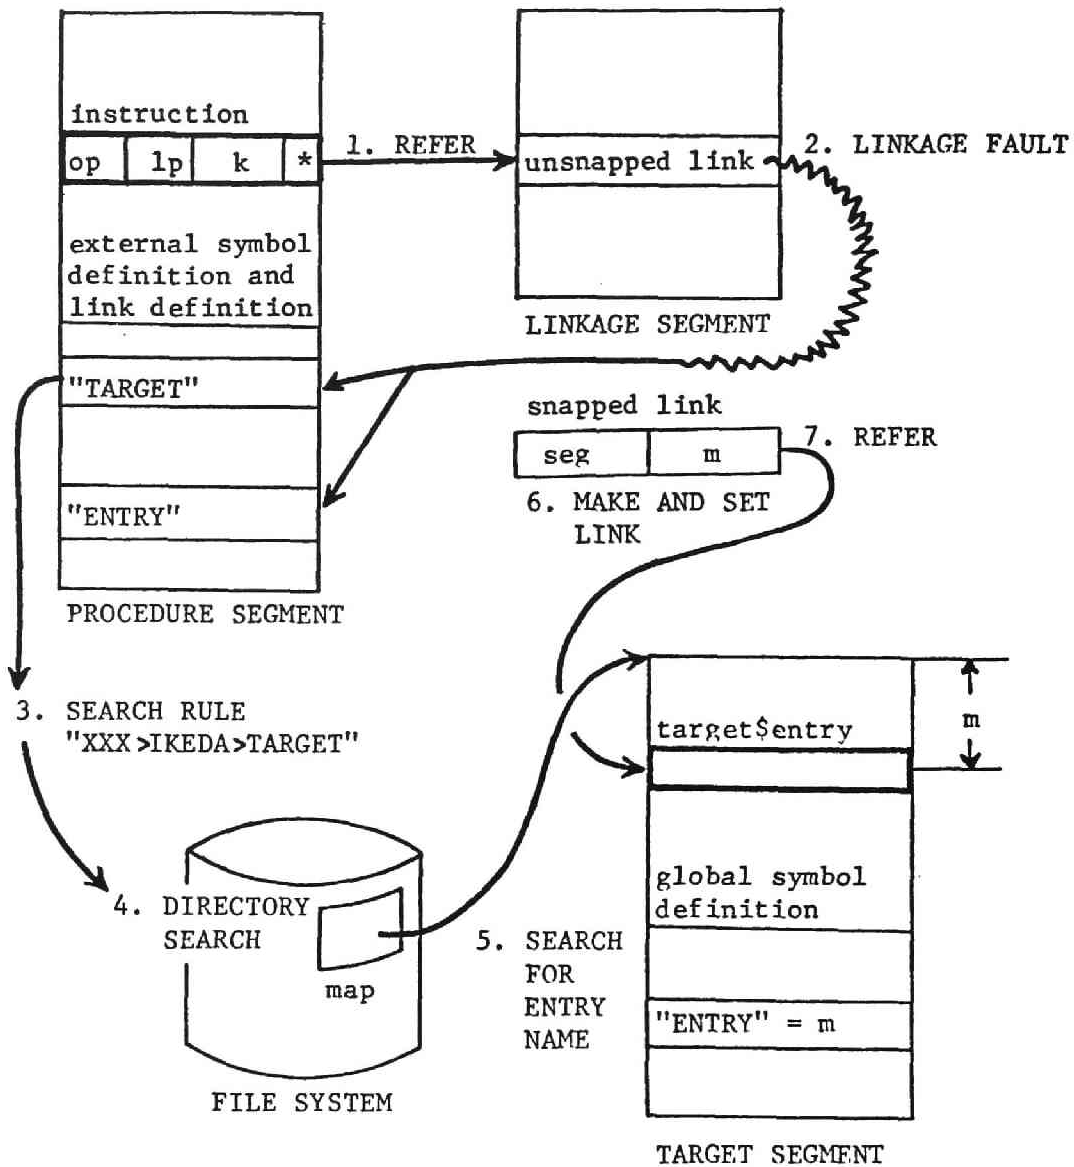 instruction
op lp k *
1. REFER
unsnapped link
2. LINKAGE FAULT
external symbol
definition and
link definition
LINKAGE SEGMENT
"TARGET"
snapped link
seg m
7. REFER
6. MAKE AND SET
LINK
"ENTRY"
PROCEDURE SEGMENT
3. SEARCH RULE
"XXX>IKEDA>TARGET"
target$entry
m
4. DIRECTORY
SEARCH
map
FILE SYSTEM
5. SEARCH
FOR
ENTRY
NAME
global symbol
definition
"ENTRY" = m
TARGET SEGMENT